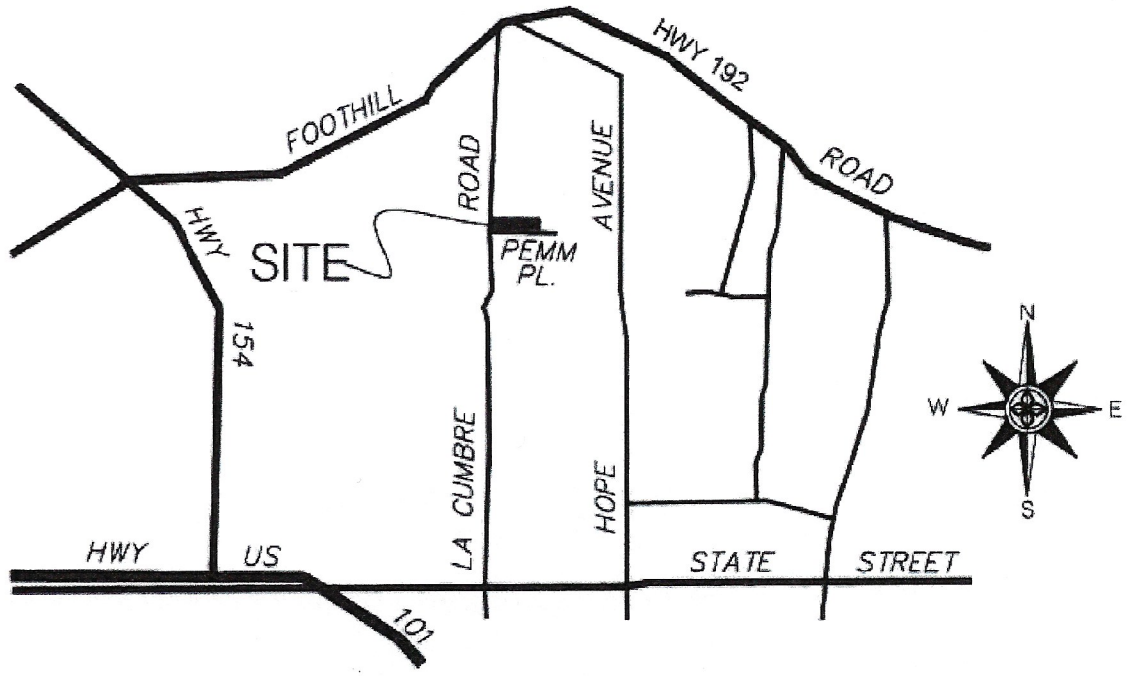 HWY 192
FOOTHILL
ROAD
AVENUE
ROAD
HWY
SITE
PEMM
PL.
154
N
W
E
S
LA CUMBRE
HOPE
HWY
US
STATE
STREET
101